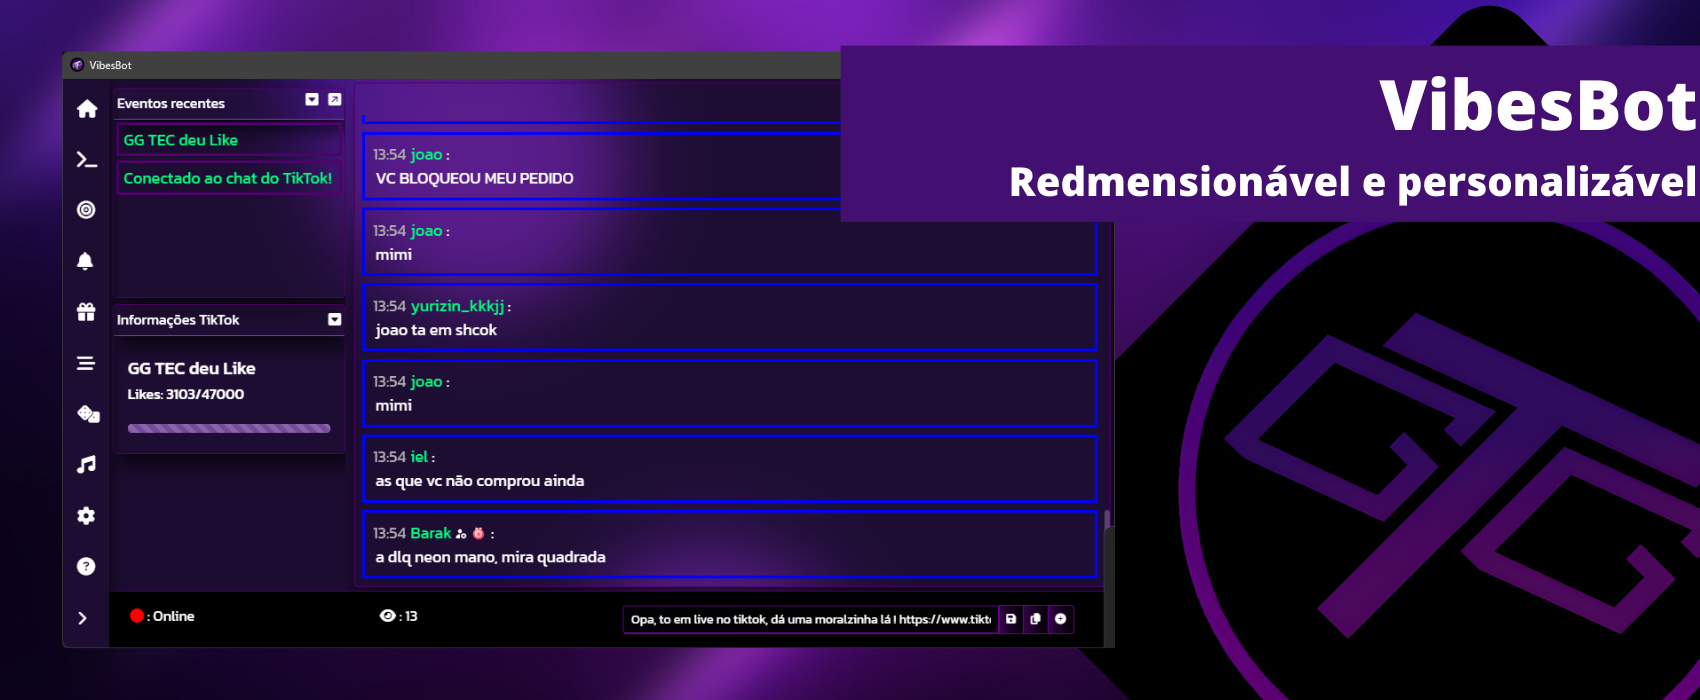 VibesBot
VibesBot
Redmensionável e personalizável
Eventos recentes
GG TEC deu Like
Conectado ao chat do TikTok!
Informações TikTok
GG TEC deu Like
Likes: 3103/47000
13:54 joao :
VC BLOQUEOU MEU PEDIDO
13:54 joao :
mimi
13:54 yurizin_kkkjj :
joao ta em shcok
13:54 joao :
mimi
13:54 iel :
as que vc não comprou ainda
13:54 Barak :
a dlq neon mano, mira quadrada
: Online
: 13
Opa, to em live no tiktok, dá uma moralzinha lá ! https://www.tikt